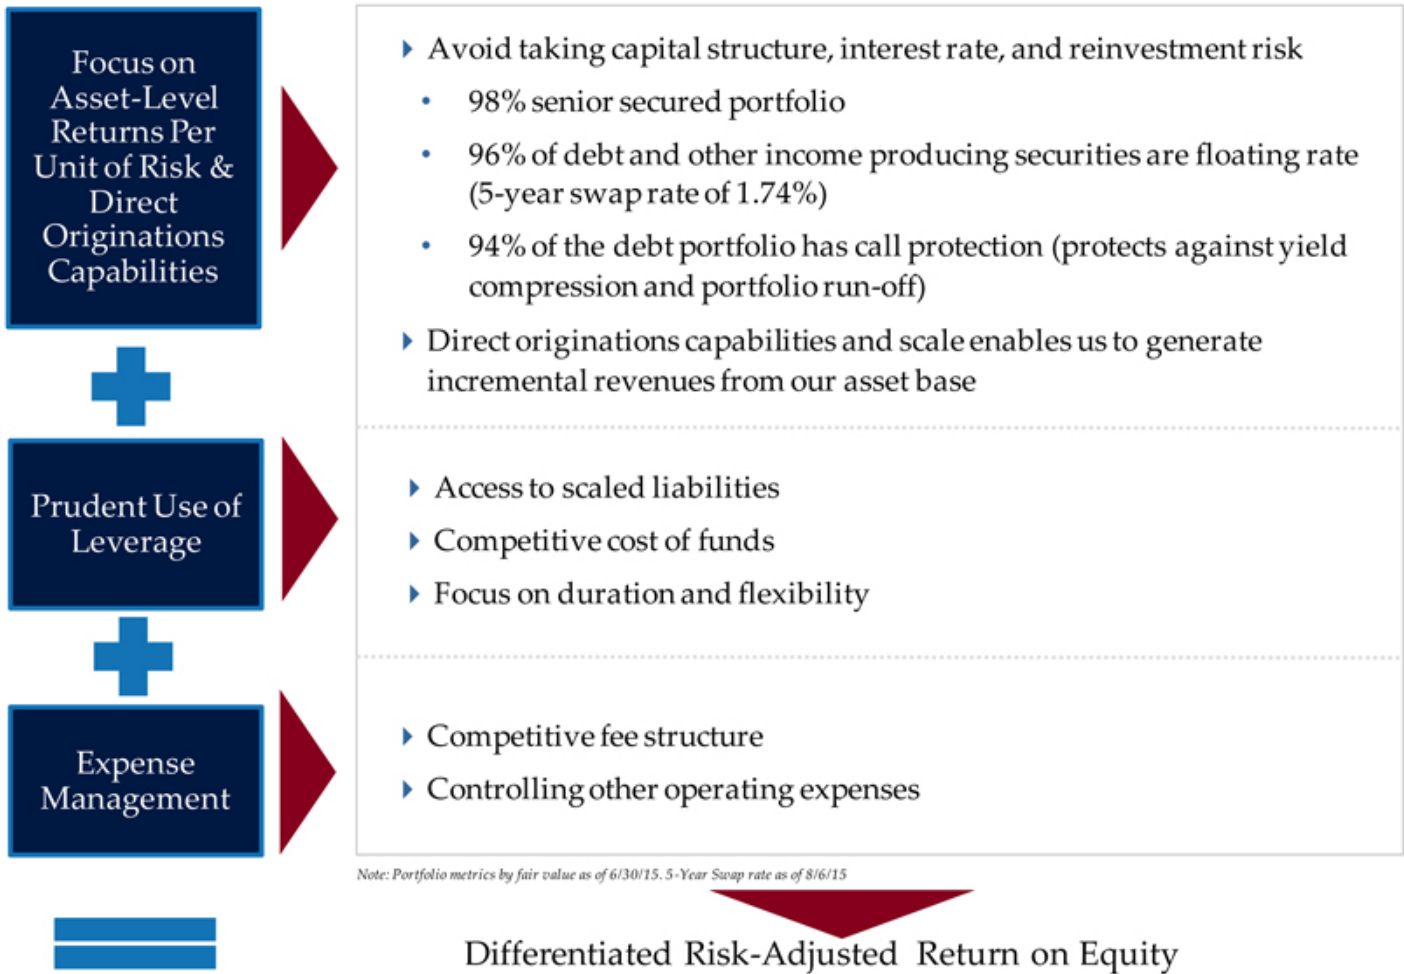 Focus on
Asset-Level
Returns Per
Unit of Risk &
Direct
Originations
Capabilities
Avoid taking capital structure, interest rate, and reinvestment risk
• 98% senior secured portfolio
• 96% of debt and other income producing securities are floating rate
(5-year swap rate of 1.74%)
• 94% of the debt portfolio has call protection (protects against yield
compression and portfolio run-off)
Direct originations capabilities and scale enables us to generate
incremental revenues from our asset base
Prudent Use of
Leverage
Access to scaled liabilities
Competitive cost of funds
Focus on duration and flexibility
Expense
Management
Competitive fee structure
Controlling other operating expenses
Note: Portfolio metrics by fair value as of 6/30/15. 5-Year Swap rate as of 8/6/15
Differentiated Risk-Adjusted Return on Equity